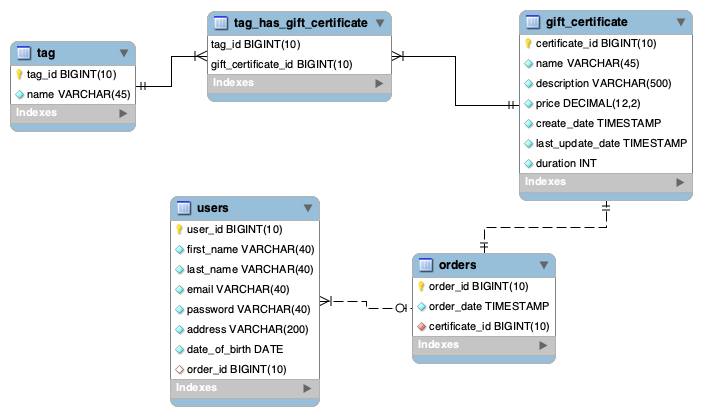 tag
tag_id BIGINT(10)
name VARCHAR(45)
Indexes
tag_has_gift_certificate
tag_id BIGINT(10)
gift_certificate_id BIGINT(10)
Indexes
gift_certificate
certificate_id BIGINT(10)
name VARCHAR(45)
description VARCHAR(500)
price DECIMAL(12,2)
create_date TIMESTAMP
last_update_date TIMESTAMP
duration INT
Indexes
users
user_id BIGINT(10)
first_name VARCHAR(40)
last_name VARCHAR(40)
email VARCHAR(40)
password VARCHAR(40)
address VARCHAR(200)
date_of_birth DATE
order_id BIGINT(10)
Indexes
orders
order_id BIGINT(10)
order_date TIMESTAMP
certificate_id BIGINT(10)
Indexes